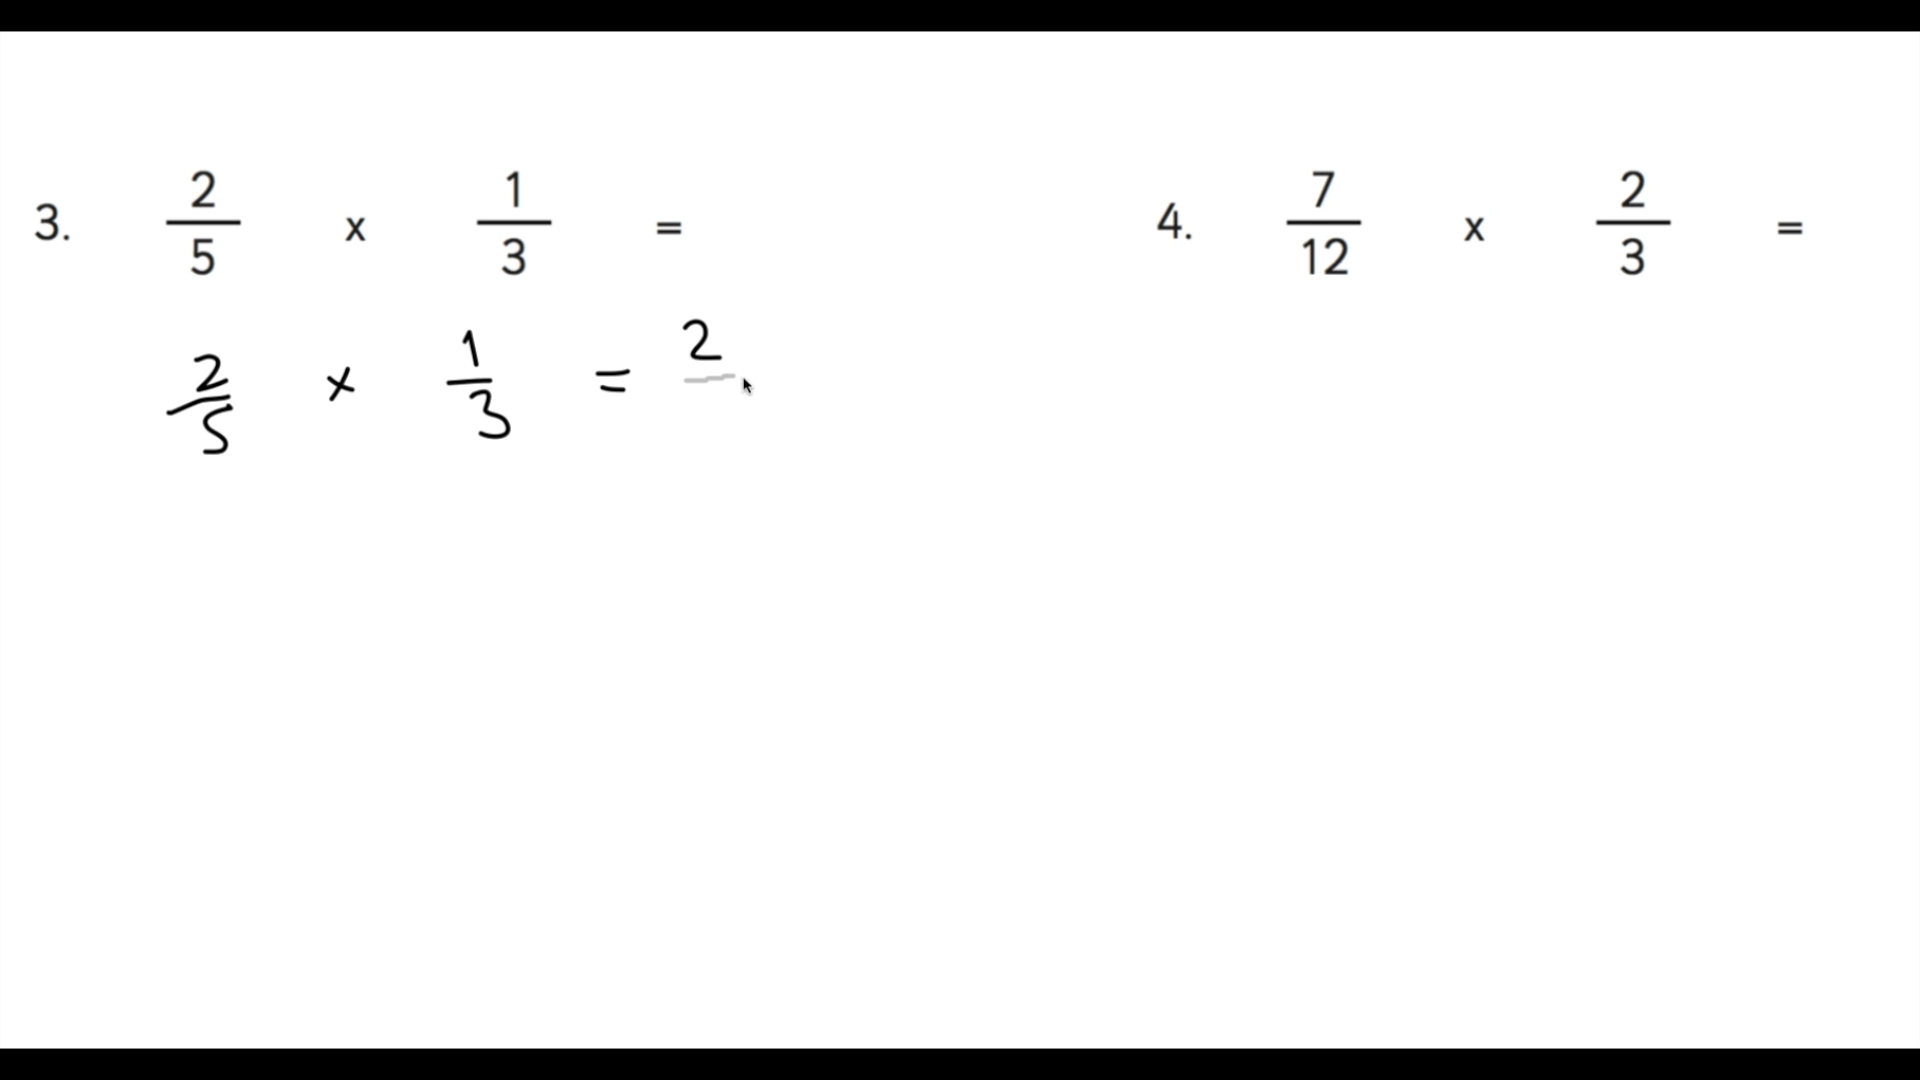 3. 2/5 x 1/3 =
4. 7/12 x 2/3 =
2/5 x 1/3 = 2/